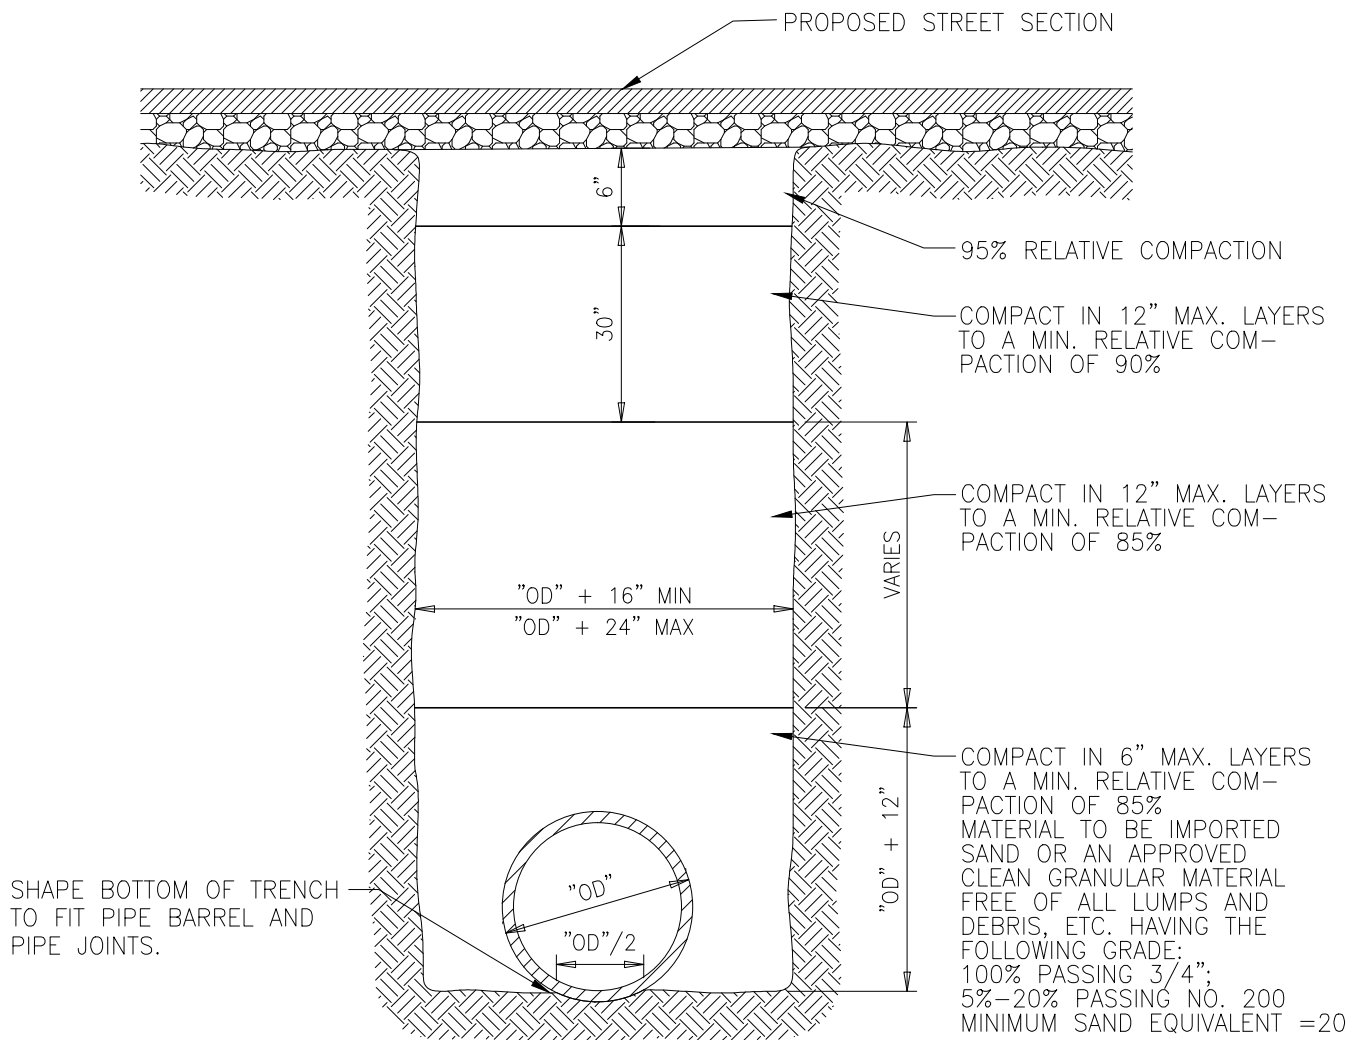 PROPOSED STREET SECTION
6"
95% RELATIVE COMPACTION
30"
COMPACT IN 12" MAX. LAYERS
TO A MIN. RELATIVE COM-
PACTION OF 90%
COMPACT IN 12" MAX. LAYERS
TO A MIN. RELATIVE COM-
PACTION OF 85%
VARIES
"OD" + 16" MIN
"OD" + 24" MAX
COMPACT IN 6" MAX. LAYERS
TO A MIN. RELATIVE COM-
PACTION OF 85%
MATERIAL TO BE IMPORTED
SAND OR AN APPROVED
CLEAN GRANULAR MATERIAL
FREE OF ALL LUMPS AND
DEBRIS, ETC. HAVING THE
FOLLOWING GRADE:
100% PASSING 3/4";
5%-20% PASSING NO. 200
MINIMUM SAND EQUIVALENT =20
"OD" + 12"
SHAPE BOTTOM OF TRENCH
TO FIT PIPE BARREL AND
PIPE JOINTS.
"OD"
"OD"/2